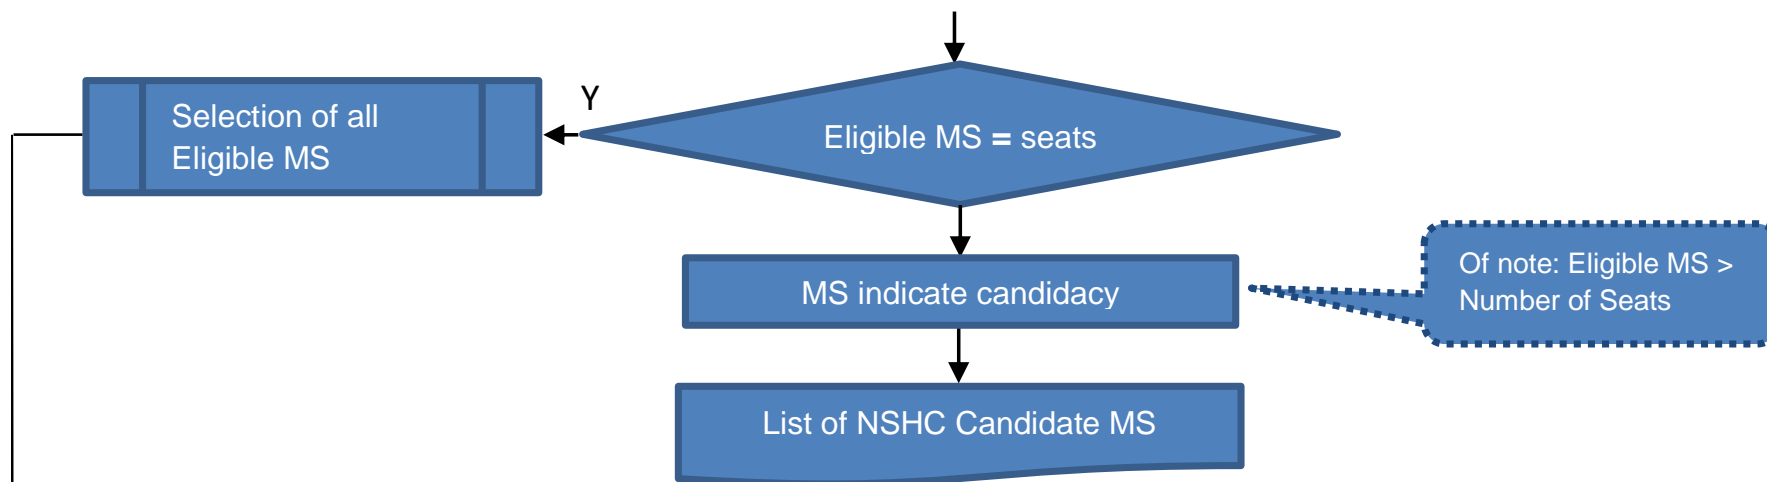 Y
Selection of all
Eligible MS
Eligible MS = seats
MS indicate candidacy
Of note: Eligible MS >
Number of Seats
List of NSHC Candidate MS